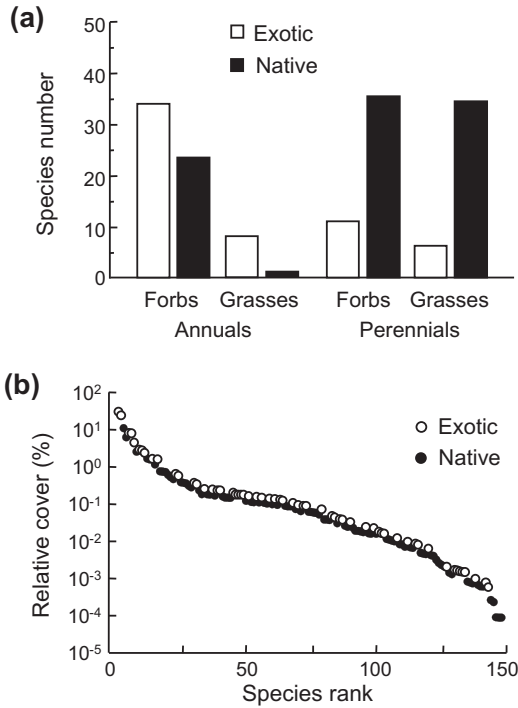 (a)
50
40
30
20
10
0
Species number
Exotic
Native
Forbs Grasses Forbs Grasses
Annuals Perennials
(b)
10²
10¹
10⁰
10⁻¹
10⁻²
10⁻³
10⁻⁴
10⁻⁵
Relative cover (%)
Exotic
Native
0 50 100 150
Species rank